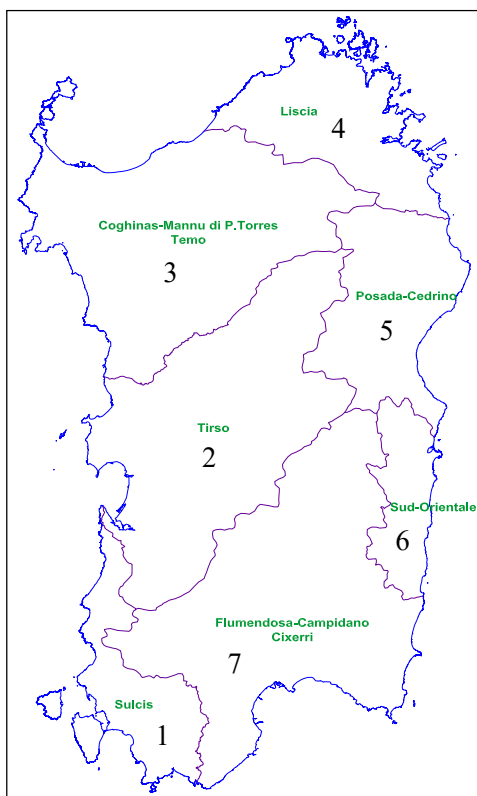 Liscia
4
Coghinas-Mannu di P.Torres
Temo
3
Posada-Cedrino
5
Tirso
2
Sud-Orientale
6
Flumendosa-Campidano
Cixerri
7
Sulcis
1